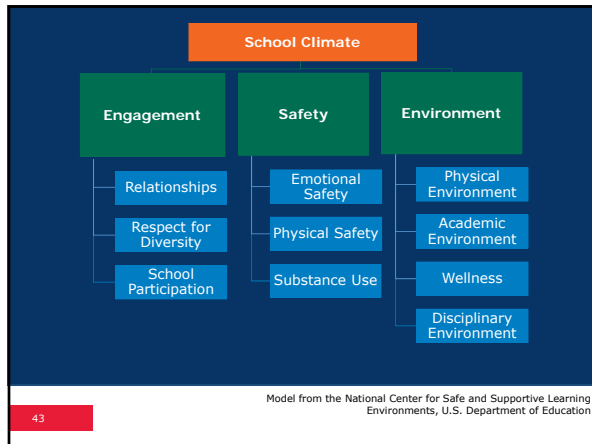 School Climate
Engagement
Safety
Environment
Relationships
Respect for
Diversity
School
Participation
Emotional
Safety
Physical Safety
Substance Use
Physical
Environment
Academic
Environment
Wellness
Disciplinary
Environment
Model from the National Center for Safe and Supportive Learning
Environments, U.S. Department of Education
43